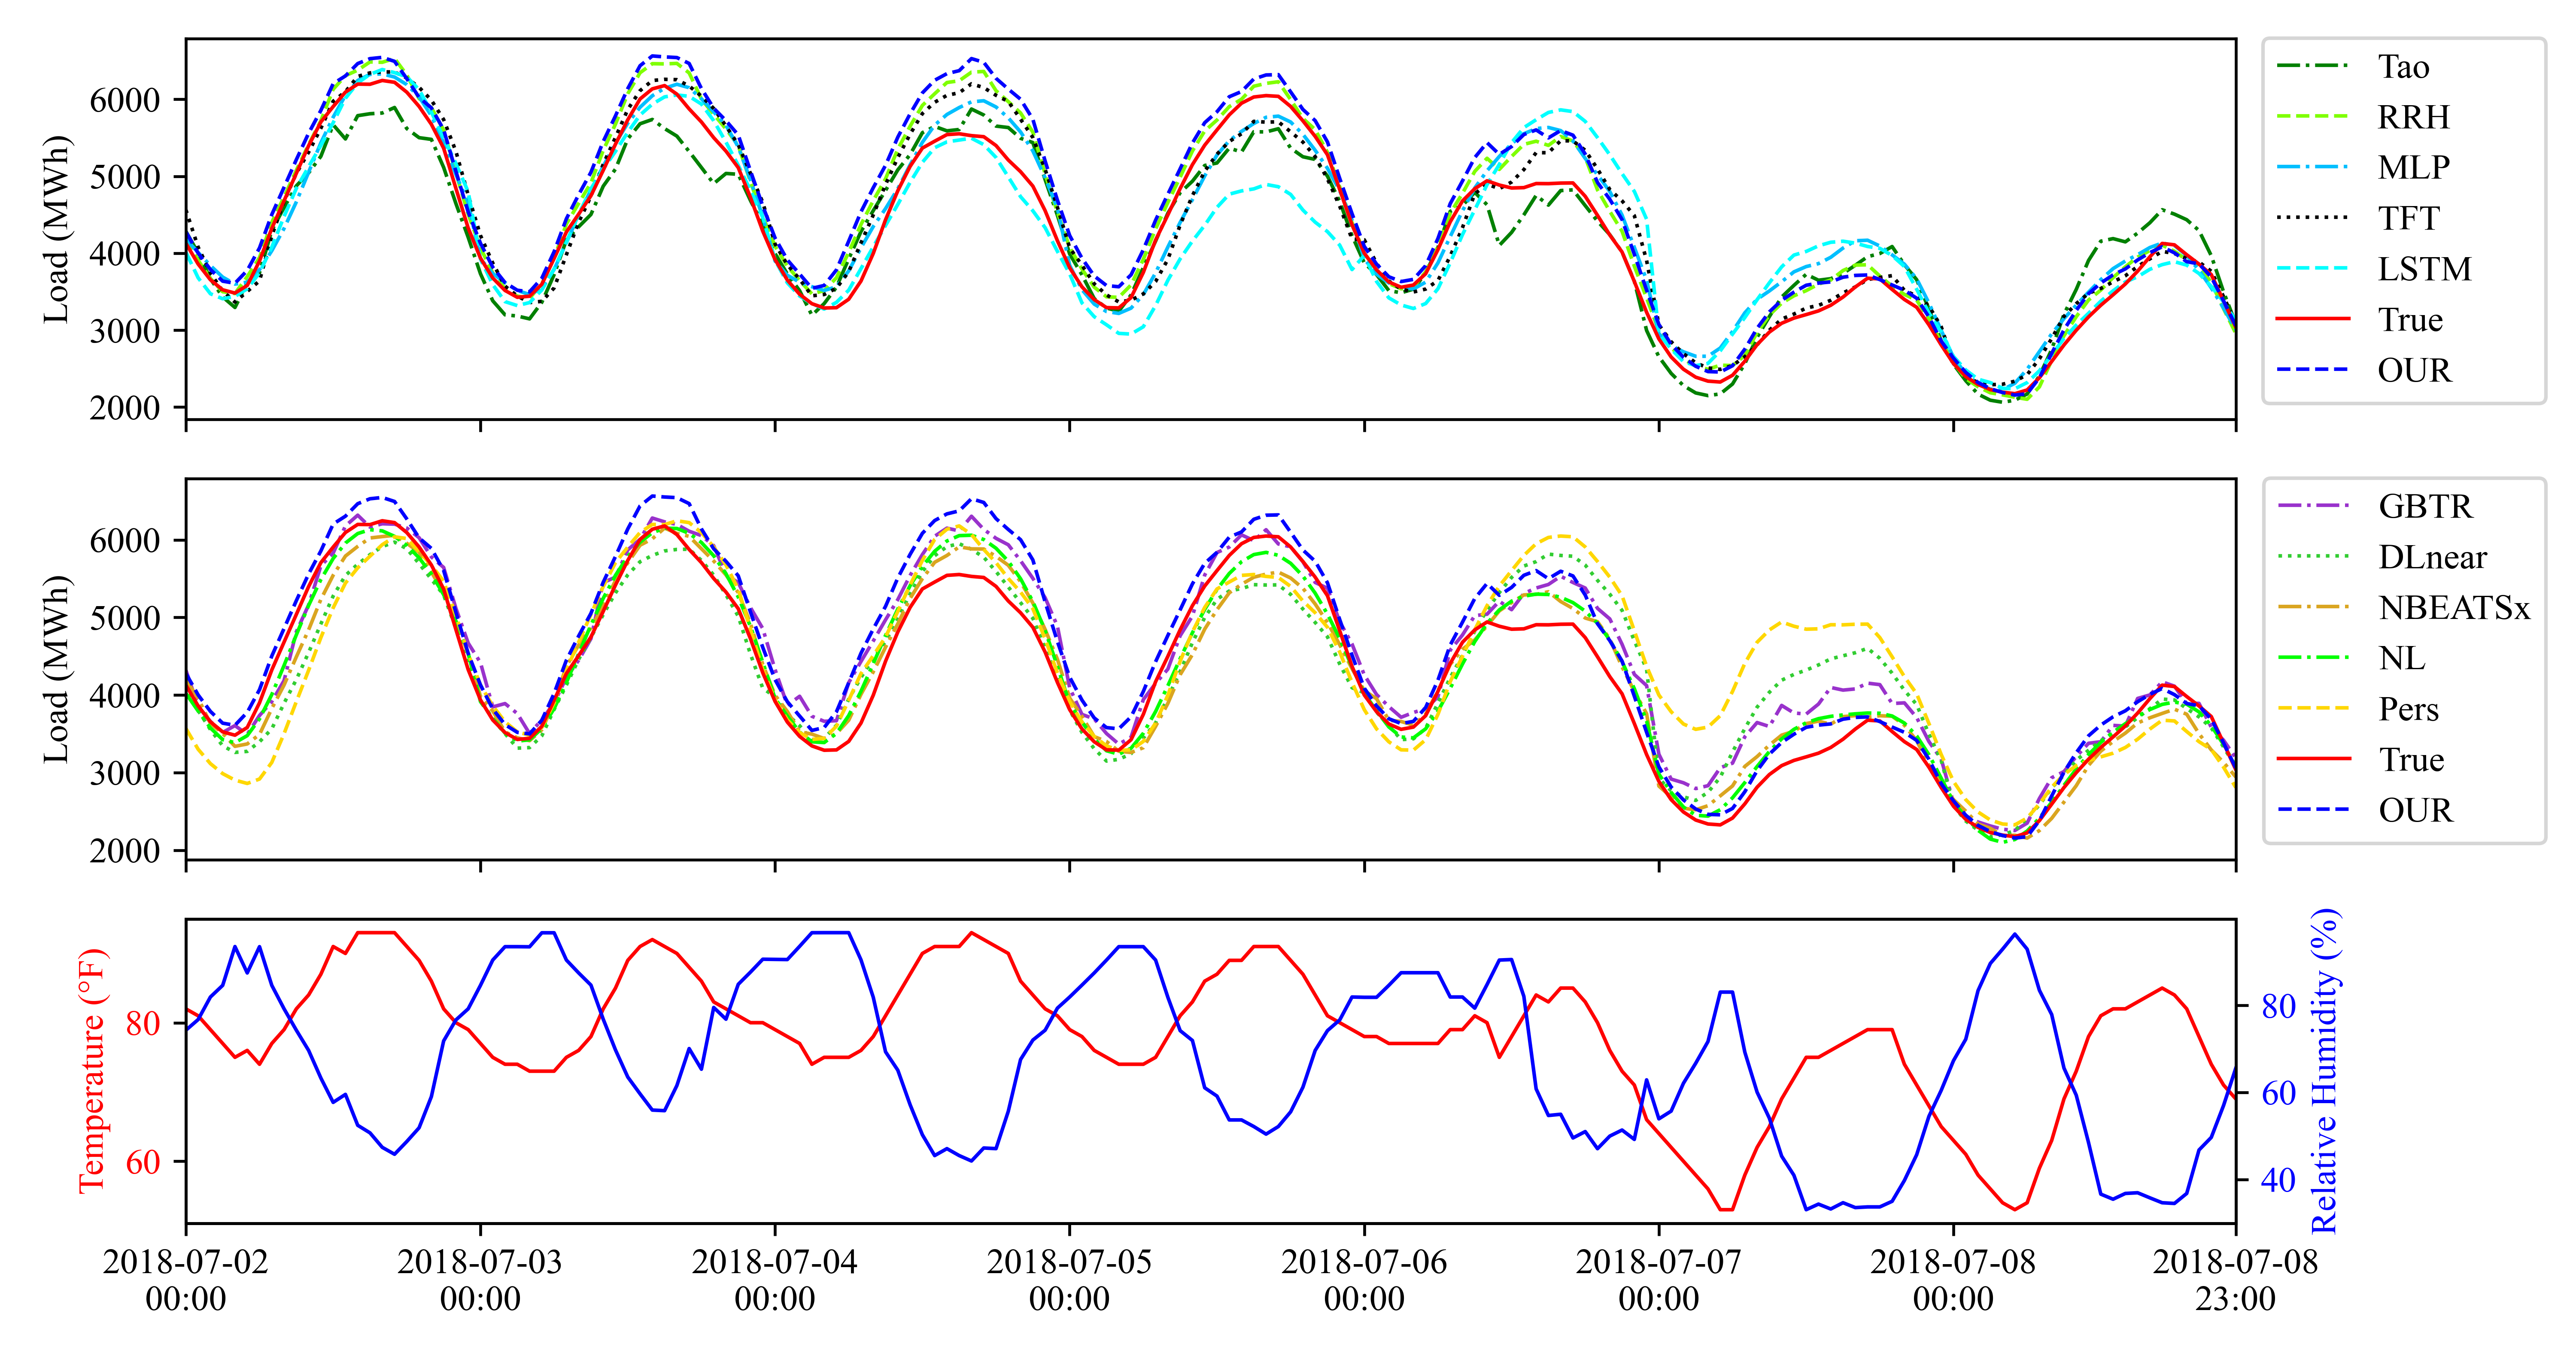 Load (MWh)
6000
5000
4000
3000
2000
Tao
RRH
MLP
TFT
LSTM
True
OUR
Load (MWh)
6000
5000
4000
3000
2000
GBTR
DLnear
NBEATSx
NL
Pers
True
OUR
Temperature (°F)
80
60
Relative Humidity (%)
80
60
40
2018-07-02
00:00
2018-07-03
00:00
2018-07-04
00:00
2018-07-05
00:00
2018-07-06
00:00
2018-07-07
00:00
2018-07-08
00:00
2018-07-08
23:00